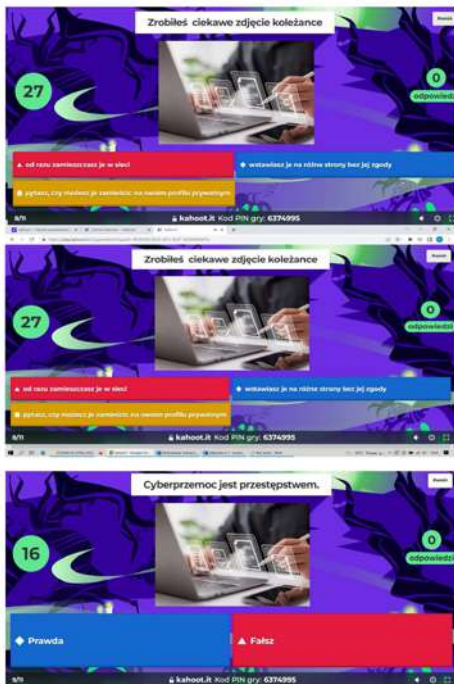 Zrobiłeś ciekawe zdjęcie koleżance
Pomiń
27
0
odpowiedzi
od razu zamieszczasz je w sieci
wstawiasz je na różne strony bez jej zgody
pytasz, czy możesz je zamieścić na swoim profilu prywatnym
kahoot.it Kod PIN gry: 6374995
Zrobiłeś ciekawe zdjęcie koleżance
Pomiń
27
0
odpowiedzi
od razu zamieszczasz je w sieci
wstawiasz je na różne strony bez jej zgody
pytasz, czy możesz je zamieścić na swoim profilu prywatnym
kahoot.it Kod PIN gry: 6374995
Cyberprzemoc jest przestępstwem.
Pomiń
16
0
odpowiedzi
Prawda
Fałsz
kahoot.it Kod PIN gry: 6374995